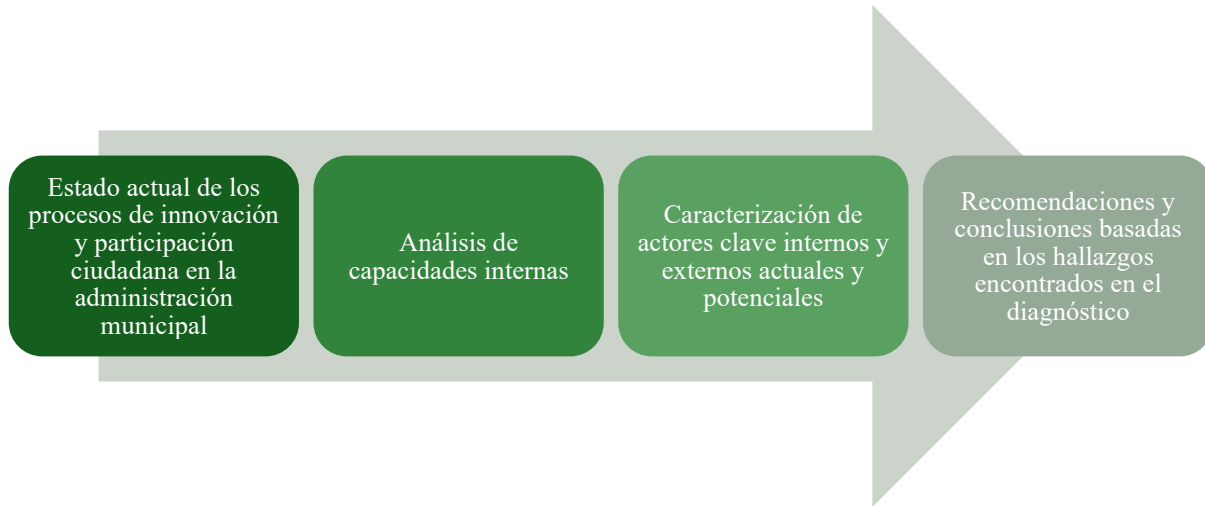 Estado actual de los
procesos de innovación
y participación
ciudadana en la
administración
municipal
Análisis de
capacidades internas
Caracterización de
actores clave internos y
externos actuales y
potenciales
Recomendaciones y
conclusiones basadas
en los hallazgos
encontrados en el
diagnóstico